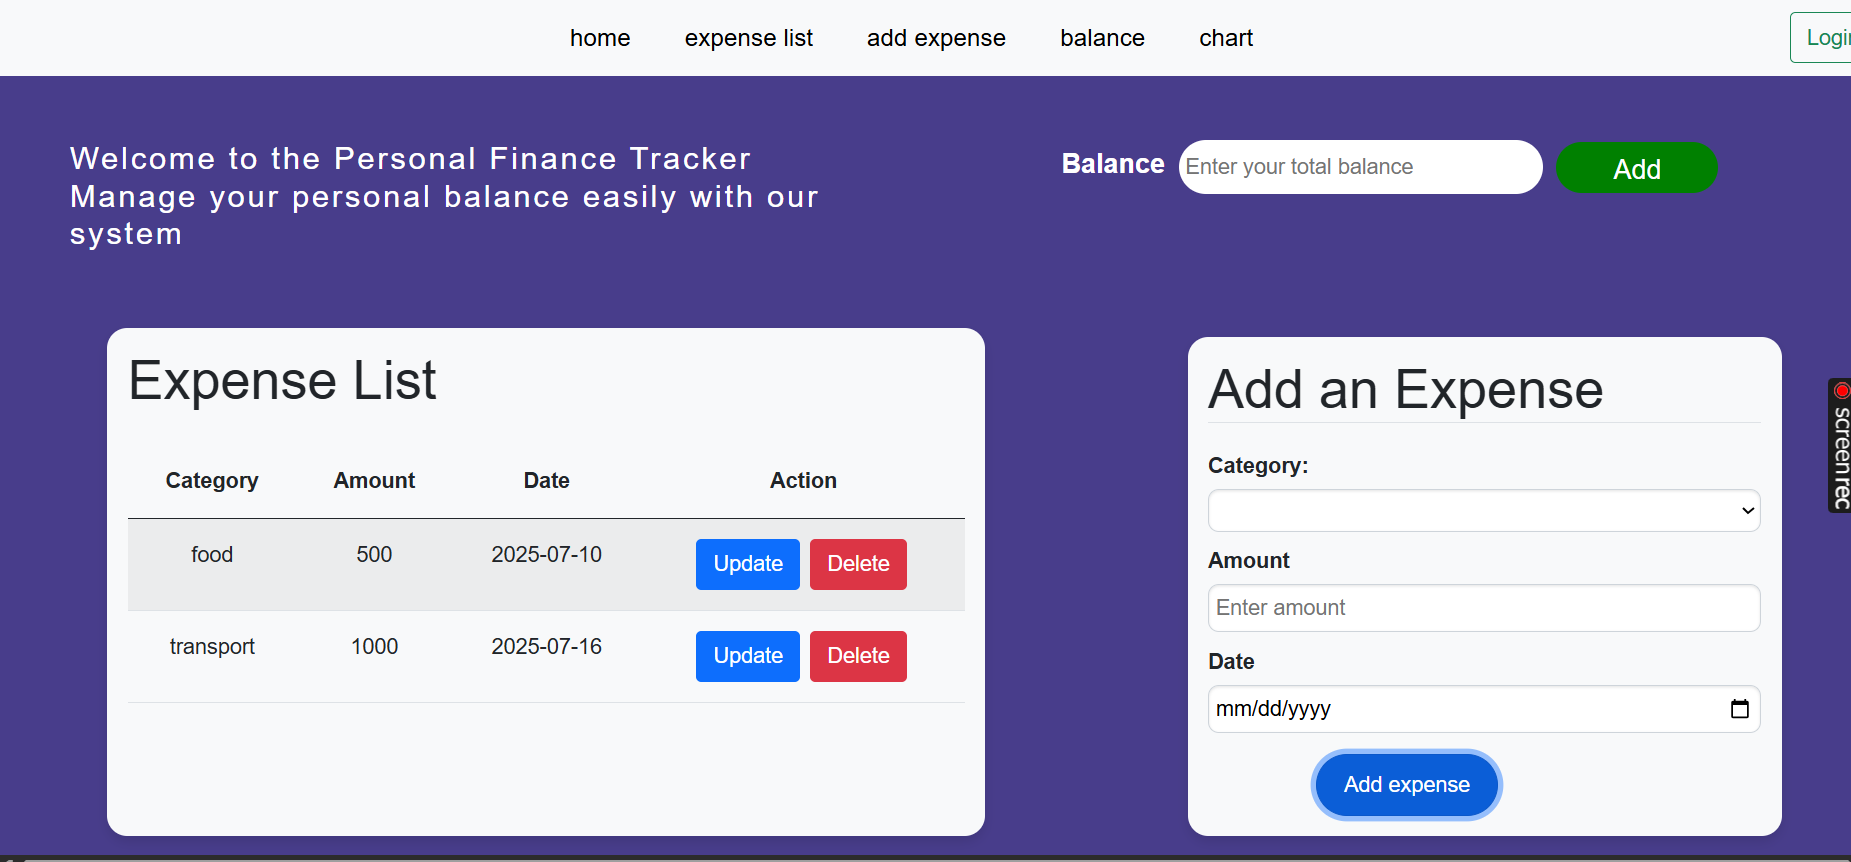 home expense list add expense balance chart Logi
Welcome to the Personal Finance Tracker
Manage your personal balance easily with our
system
Balance Enter your total balance Add
Expense List
Category Amount Date Action
food 500 2025-07-10 Update Delete
transport 1000 2025-07-16 Update Delete
Add an Expense
Category:
Amount
Enter amount
Date
mm/dd/yyyy
Add expense
screenrec